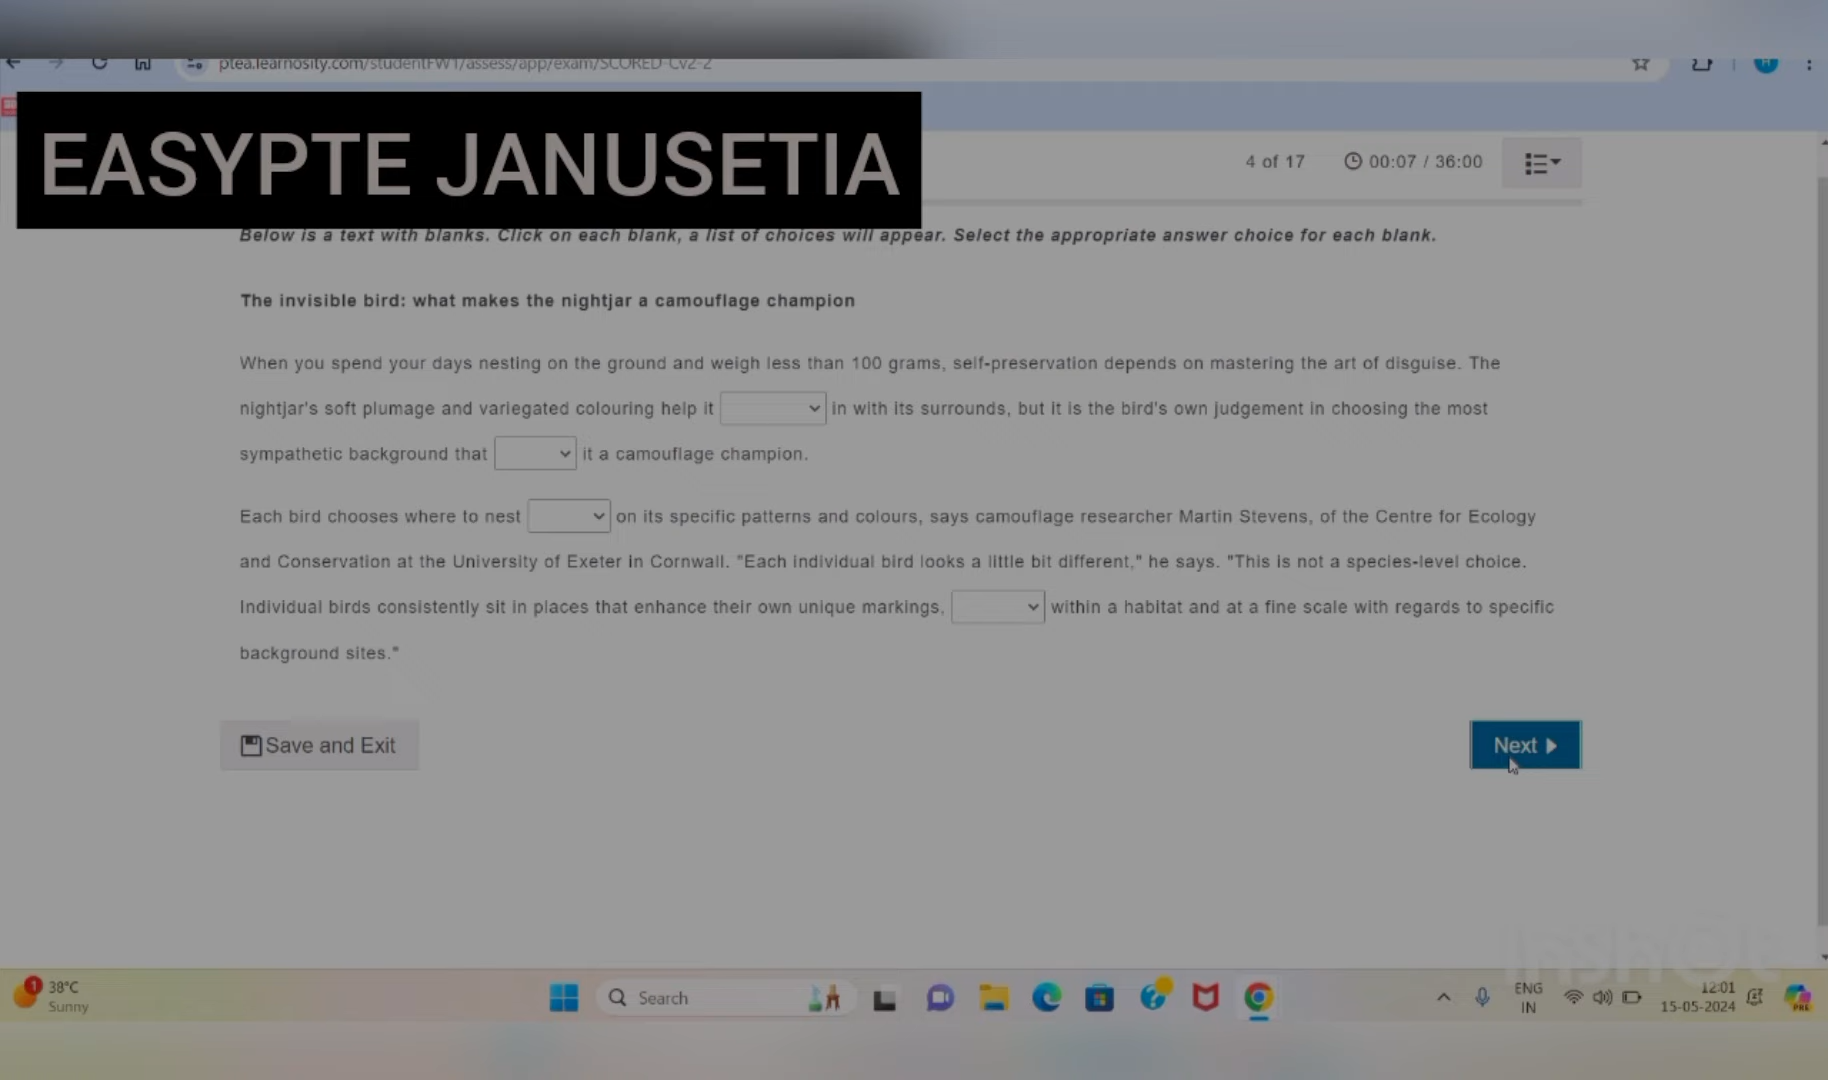 ptea.learnosity.com/studentFW1/assess/app/exam/SCORED-Cv2-2
H
EASYPTE JANUSETIA
4 of 17
00:07 / 36:00
Below is a text with blanks. Click on each blank, a list of choices will appear. Select the appropriate answer choice for each blank.
The invisible bird: what makes the nightjar a camouflage champion
When you spend your days nesting on the ground and weigh less than 100 grams, self-preservation depends on mastering the art of disguise. The
nightjar's soft plumage and variegated colouring help it in with its surrounds, but it is the bird's own judgement in choosing the most
sympathetic background that it a camouflage champion.
Each bird chooses where to nest on its specific patterns and colours, says camouflage researcher Martin Stevens, of the Centre for Ecology
and Conservation at the University of Exeter in Cornwall. "Each individual bird looks a little bit different," he says. "This is not a species-level choice.
Individual birds consistently sit in places that enhance their own unique markings, within a habitat and at a fine scale with regards to specific
background sites."
Save and Exit
Next
InShot
1
38°C
Sunny
Search
ENG
IN
12:01
15-05-2024
PRE